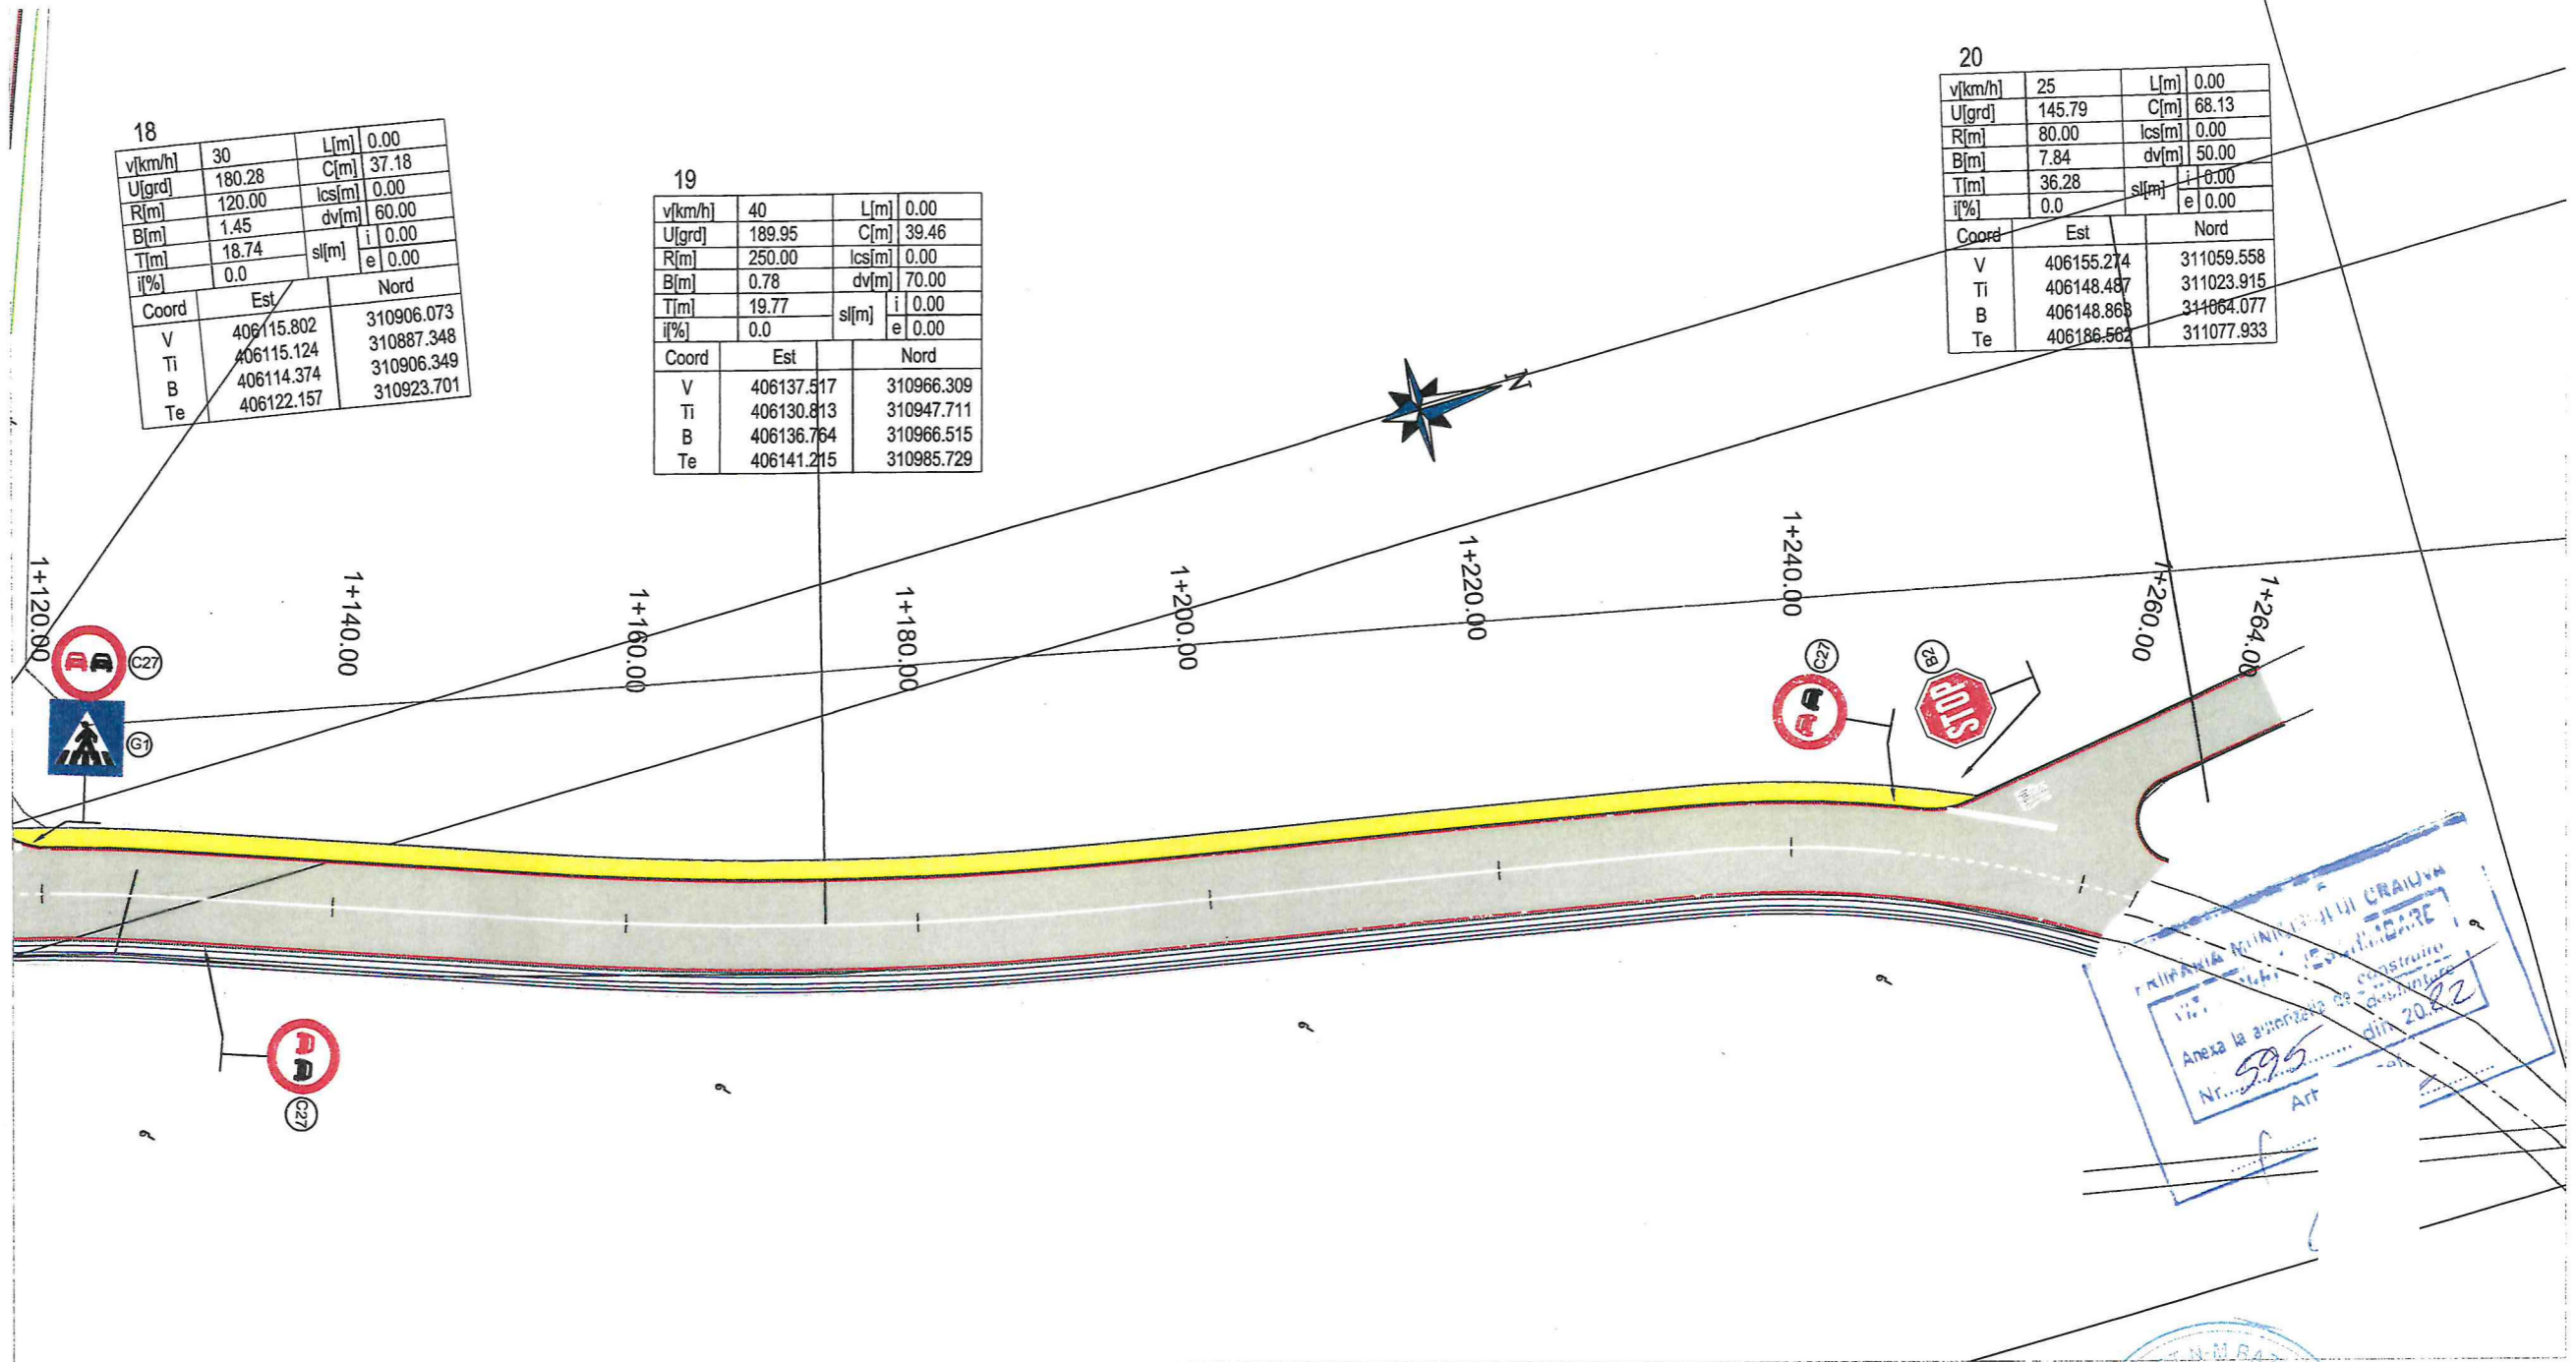 18
v[km/h] 30 L[m] 0.00
U[grd] 180.28 C[m] 37.18
R[m] 120.00 lcs[m] 0.00
B[m] 1.45 dv[m] 60.00
T[m] 18.74 sl[m] i 0.00
i[%] 0.0 e 0.00
Coord Est Nord
V 406115.802 310906.073
Ti 406115.124 310887.348
B 406114.374 310906.349
Te 406122.157 310923.701
19
v[km/h] 40 L[m] 0.00
U[grd] 189.95 C[m] 39.46
R[m] 250.00 lcs[m] 0.00
B[m] 0.78 dv[m] 70.00
T[m] 19.77 sl[m] i 0.00
i[%] 0.0 e 0.00
Coord Est Nord
V 406137.517 310966.309
Ti 406130.813 310947.711
B 406136.764 310966.515
Te 406141.215 310985.729
20
v[km/h] 25 L[m] 0.00
U[grd] 145.79 C[m] 68.13
R[m] 80.00 lcs[m] 0.00
B[m] 7.84 dv[m] 50.00
T[m] 36.28 sl[m] i 0.00
i[%] 0.0 e 0.00
Coord Est Nord
V 406155.274 311059.558
Ti 406148.487 311023.915
B 406148.863 311064.077
Te 406186.562 311077.933
N
1+120.00
1+140.00
1+160.00
1+180.00
1+200.00
1+220.00
1+240.00
1+260.00
1+264.00
C27
G1
C27
B2
STOP
C27
PRIMARIA MUNICIPIULUI CRAIOVA
Anexa la autorizația de construire
desființare
Nr. 595 din 20.22